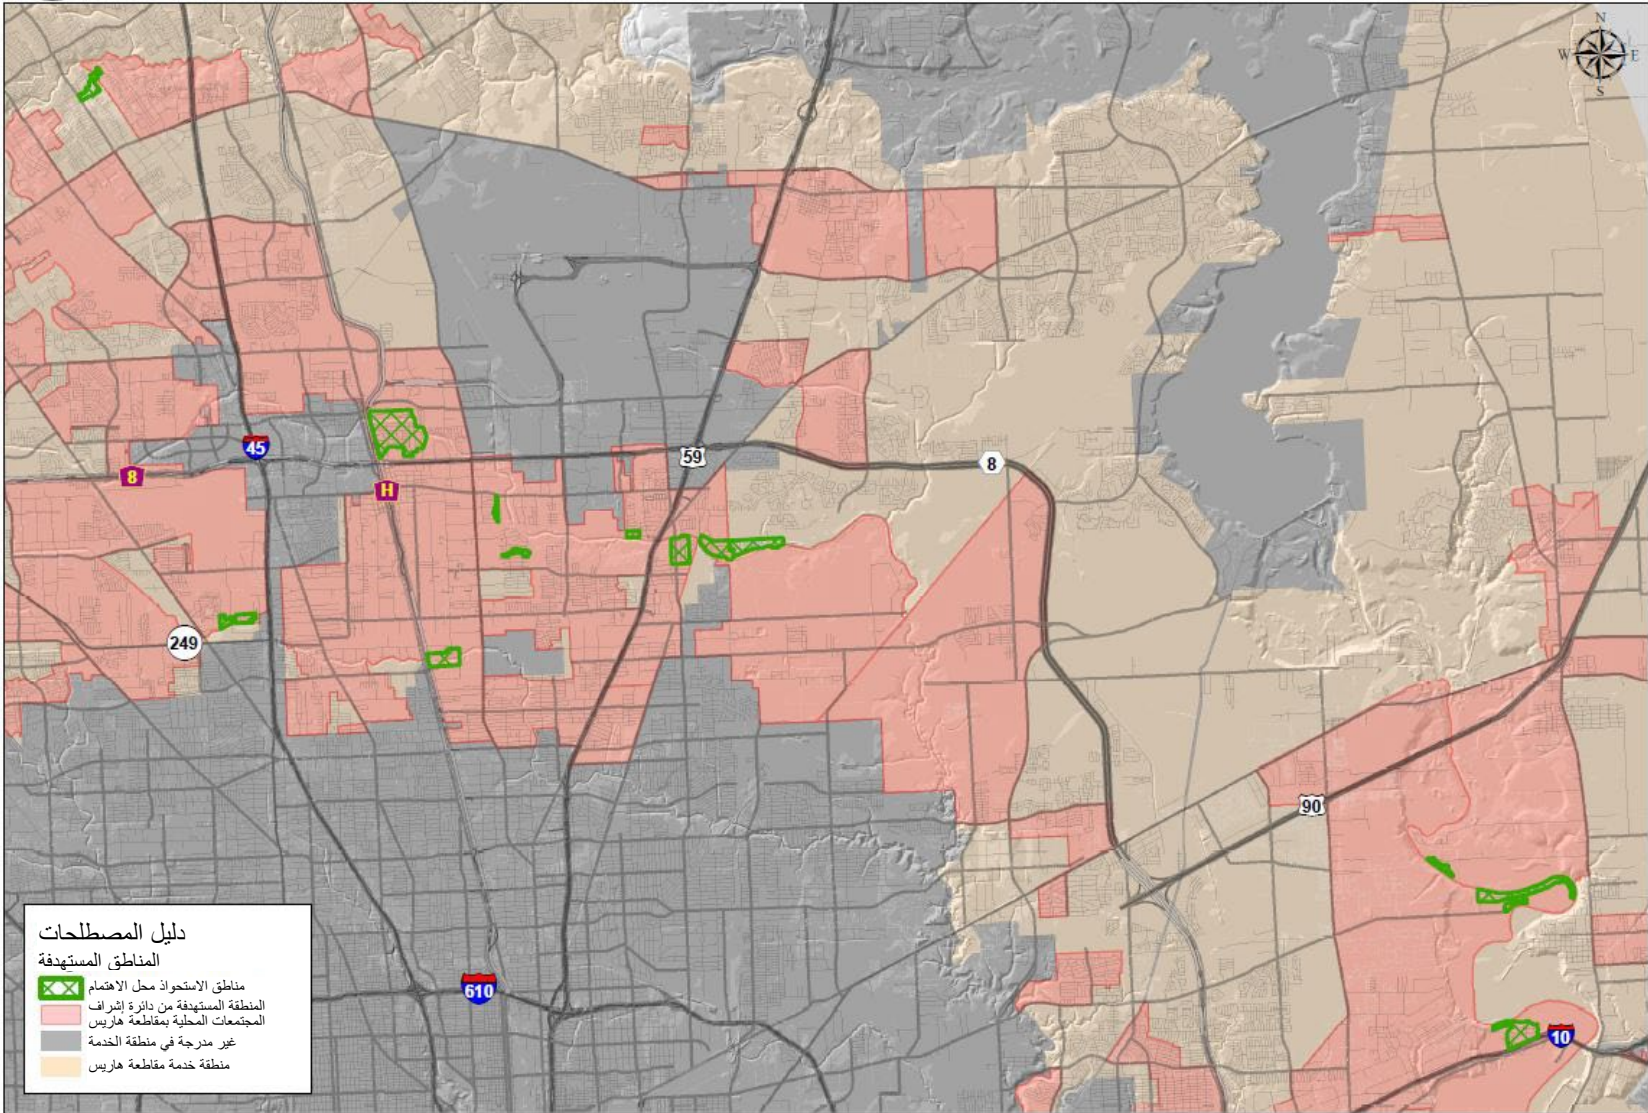 N
W E
S
45
59
8
8
H
249
90
610
10
دليل المصطلحات
المناطق المستهدفة
مناطق الاستحواذ محل الاهتمام
المنطقة المستهدفة من دائرة إشراف
المجتمعات المحلية بمقاطعة هاريس
غير مدرجة في منطقة الخدمة
منطقة خدمة مقاطعة هاريس